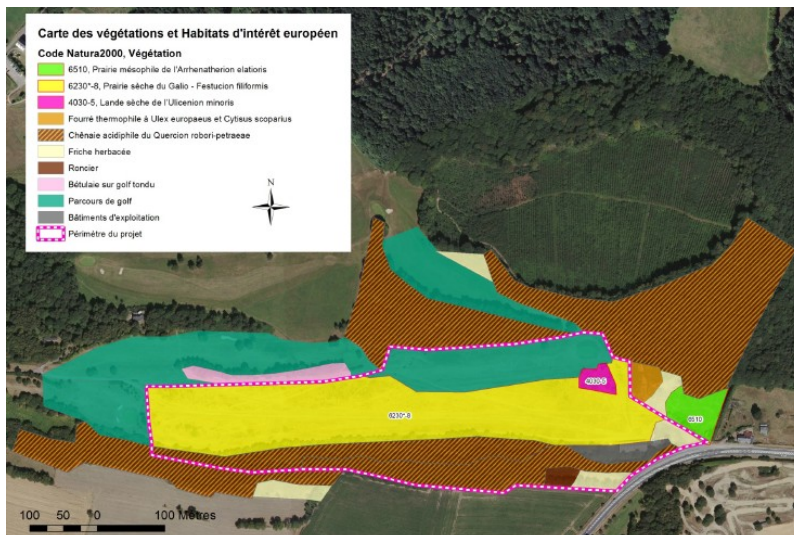 Carte des végétations et Habitats d'intérêt européen
Code Natura2000, Végétation
6510, Prairie mésophile de l'Arrhenatherion elatioris
6230*-8, Prairie sèche du Galio - Festucion filiformis
4030-5, Lande sèche de l'Ulicenion minoris
Fourré thermophile à Ulex europaeus et Cytisus scoparius
Chênaie acidiphile du Quercion robori-petraeae
Friche herbacée
Roncier
Bétulaie sur golf tondu
Parcours de golf
Bâtiments d'exploitation
Périmètre du projet
N
4030-5
6230*-8
6510
100 50 0 100 Mètres